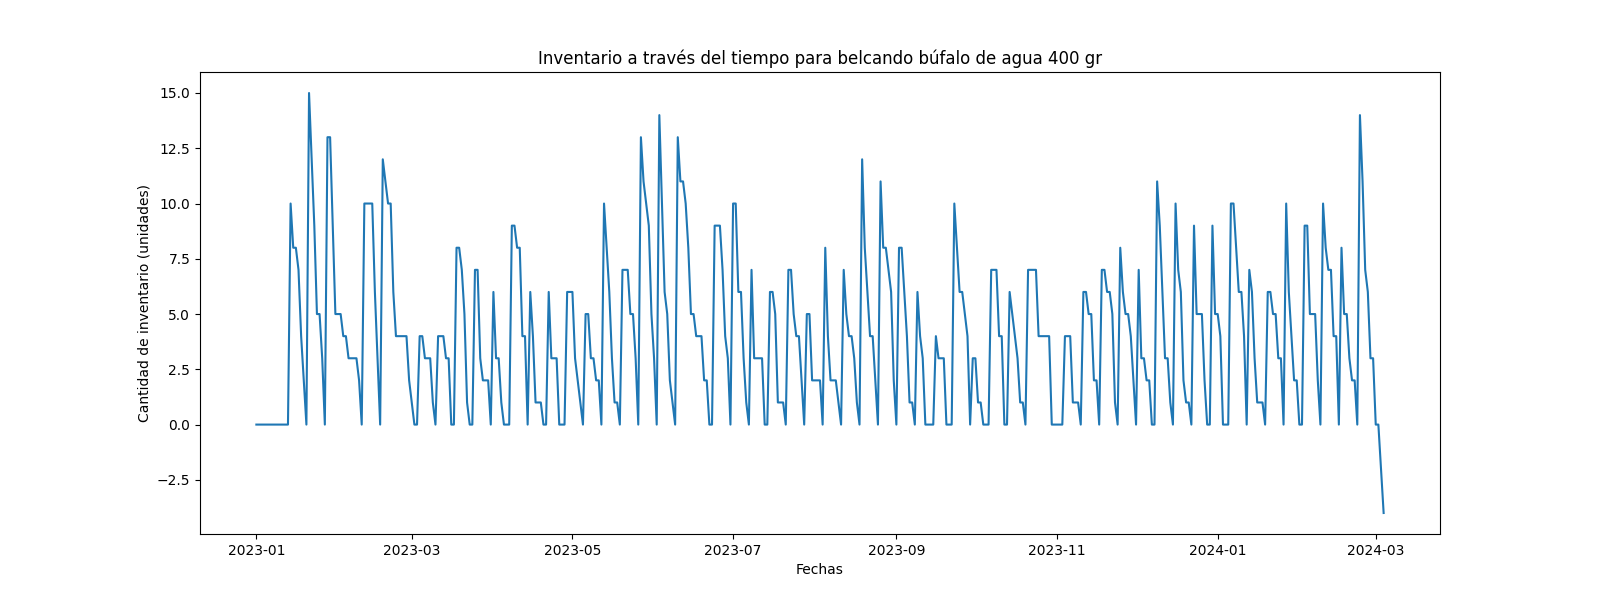 Inventario a través del tiempo para belcando búfalo de agua 400 gr
Cantidad de inventario (unidades)
15.0
12.5
10.0
7.5
5.0
2.5
0.0
−2.5
2023-01 2023-03 2023-05 2023-07 2023-09 2023-11 2024-01 2024-03
Fechas